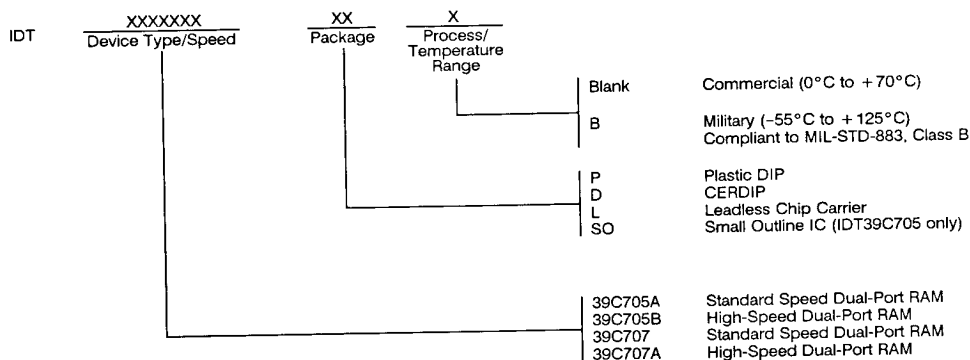 IDT XXXXXXX XX X
Device Type/Speed Package Process/
Temperature
Range
Blank Commercial (0°C to +70°C)
B Military (–55°C to +125°C)
Compliant to MIL-STD-883, Class B
P Plastic DIP
D CERDIP
L Leadless Chip Carrier
SO Small Outline IC (IDT39C705 only)
39C705A Standard Speed Dual-Port RAM
39C705B High-Speed Dual-Port RAM
39C707 Standard Speed Dual-Port RAM
39C707A High-Speed Dual-Port RAM